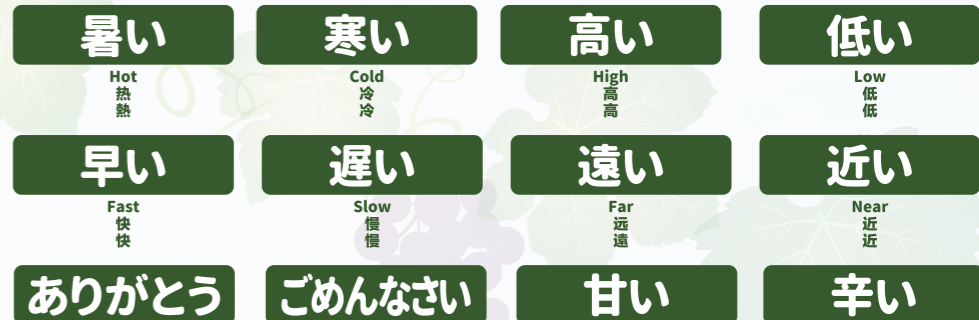 暑い 寒い 高い 低い
Hot Cold High Low
热 冷 高 低
熱 冷 高 低
早い 遅い 遠い 近い
Fast Slow Far Near
快 慢 远 近
快 慢 遠 近
ありがとう ごめんなさい 甘い 辛い